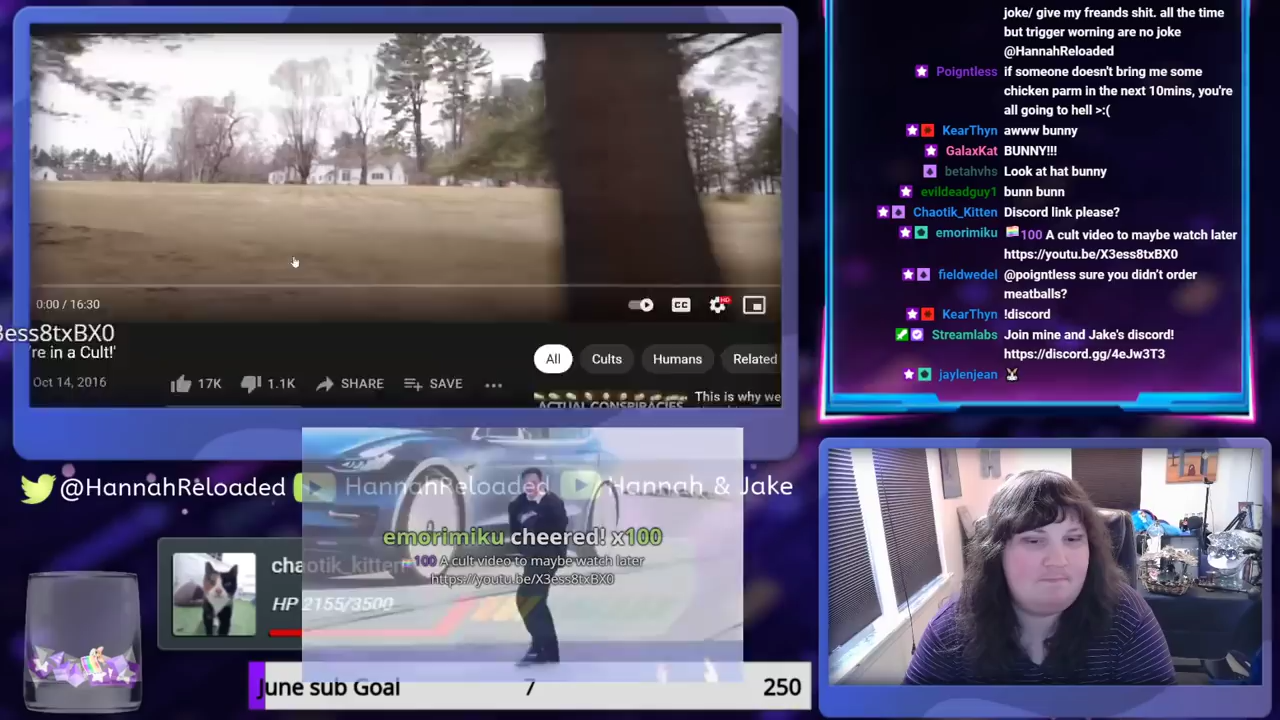 0:00 / 16:30
CC
HD
3ess8txBX0
're in a Cult!'
Oct 14, 2016
17K
1.1K
SHARE
SAVE
All
Cults
Humans
Related
This is why we
ACTUAL CONSPIRACIES
@HannahReloaded
HannahReloaded
Hannah & Jake
emorimiku cheered! x100
100 A cult video to maybe watch later
https://youtu.be/X3ess8txBX0
chaotik_kitten
HP 2155/3500
June sub Goal
7
250
joke/ give my freands shit. all the time
but trigger worning are no joke
@HannahReloaded
Poigntless if someone doesn't bring me some
chicken parm in the next 10mins, you're
all going to hell >:(
KearThyn awww bunny
GalaxKat BUNNY!!!
betahvhs Look at hat bunny
evildeadguy1 bunn bunn
Chaotik_Kitten Discord link please?
emorimiku 100 A cult video to maybe watch later
https://youtu.be/X3ess8txBX0
fieldwedel @poigntless sure you didn't order
meatballs?
KearThyn !discord
Streamlabs Join mine and Jake's discord!
https://discord.gg/4eJw3T3
jaylenjean